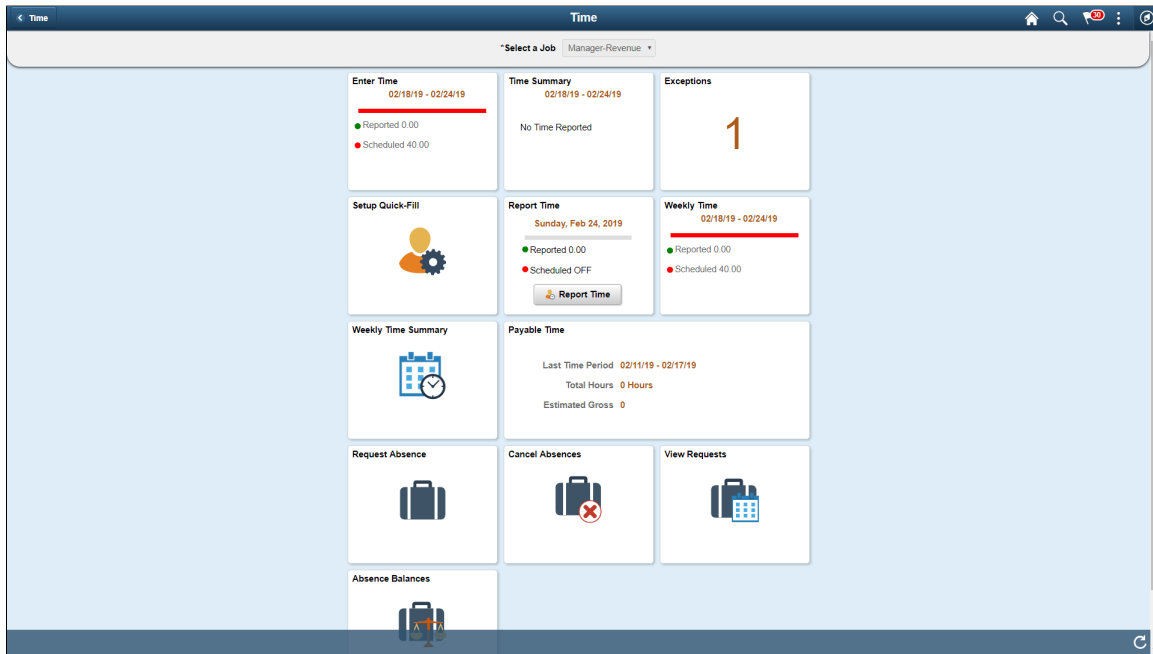 Time
Time
30
*Select a Job Manager-Revenue
Enter Time
02/18/19 - 02/24/19
Reported 0.00
Scheduled 40.00
Time Summary
02/18/19 - 02/24/19
No Time Reported
Exceptions
1
Setup Quick-Fill
Report Time
Sunday, Feb 24, 2019
Reported 0.00
Scheduled OFF
Report Time
Weekly Time
02/18/19 - 02/24/19
Reported 0.00
Scheduled 40.00
Weekly Time Summary
Payable Time
Last Time Period 02/11/19 - 02/17/19
Total Hours 0 Hours
Estimated Gross 0
Request Absence
Cancel Absences
View Requests
Absence Balances